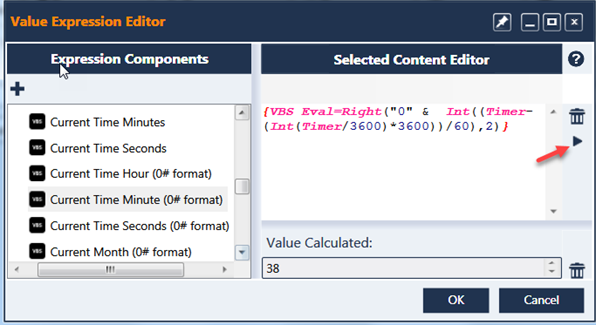 Value Expression Editor
Expression Components
VBS Current Time Minutes
VBS Current Time Seconds
VBS Current Time Hour (0# format)
VBS Current Time Minute (0# format)
VBS Current Time Seconds (0# format)
VBS Current Month (0# format)
Selected Content Editor
{VBS Eval=Right("0" & Int((Timer-
(Int(Timer/3600)*3600))/60),2)}
Value Calculated:
38
OK
Cancel